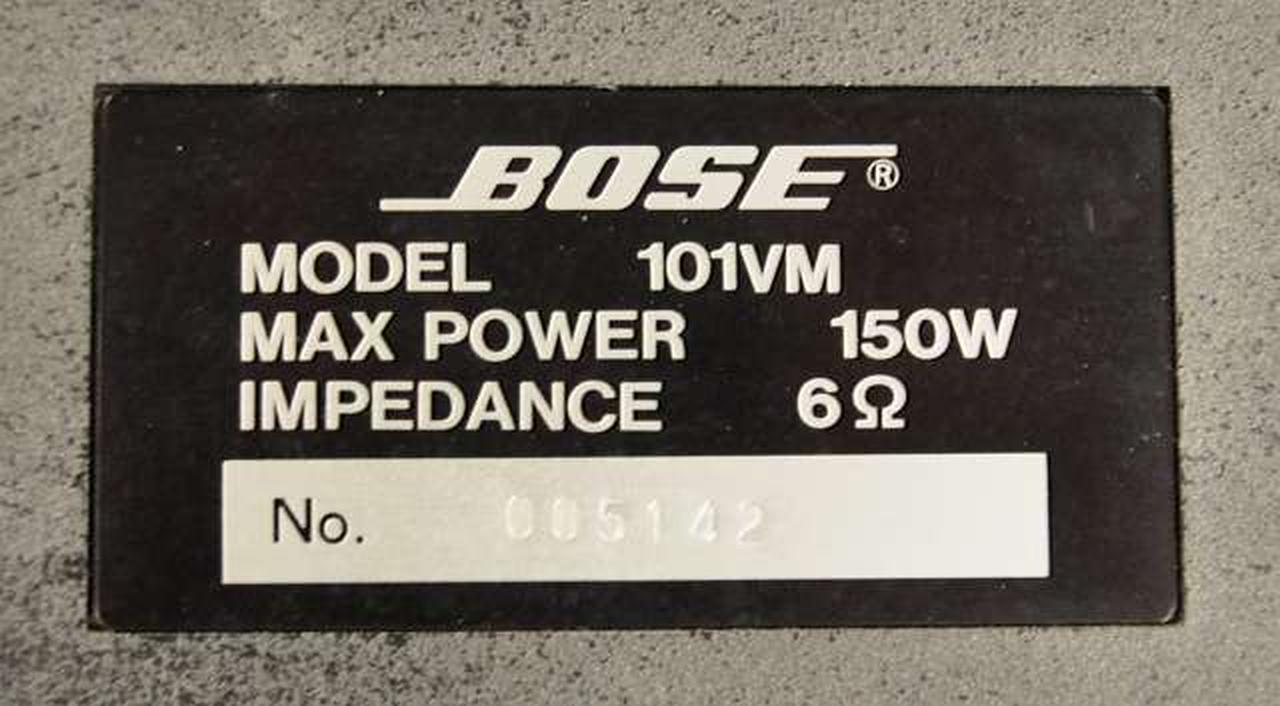 BOSE®
MODEL 101VM
MAX POWER 150W
IMPEDANCE 6Ω
No. 005142